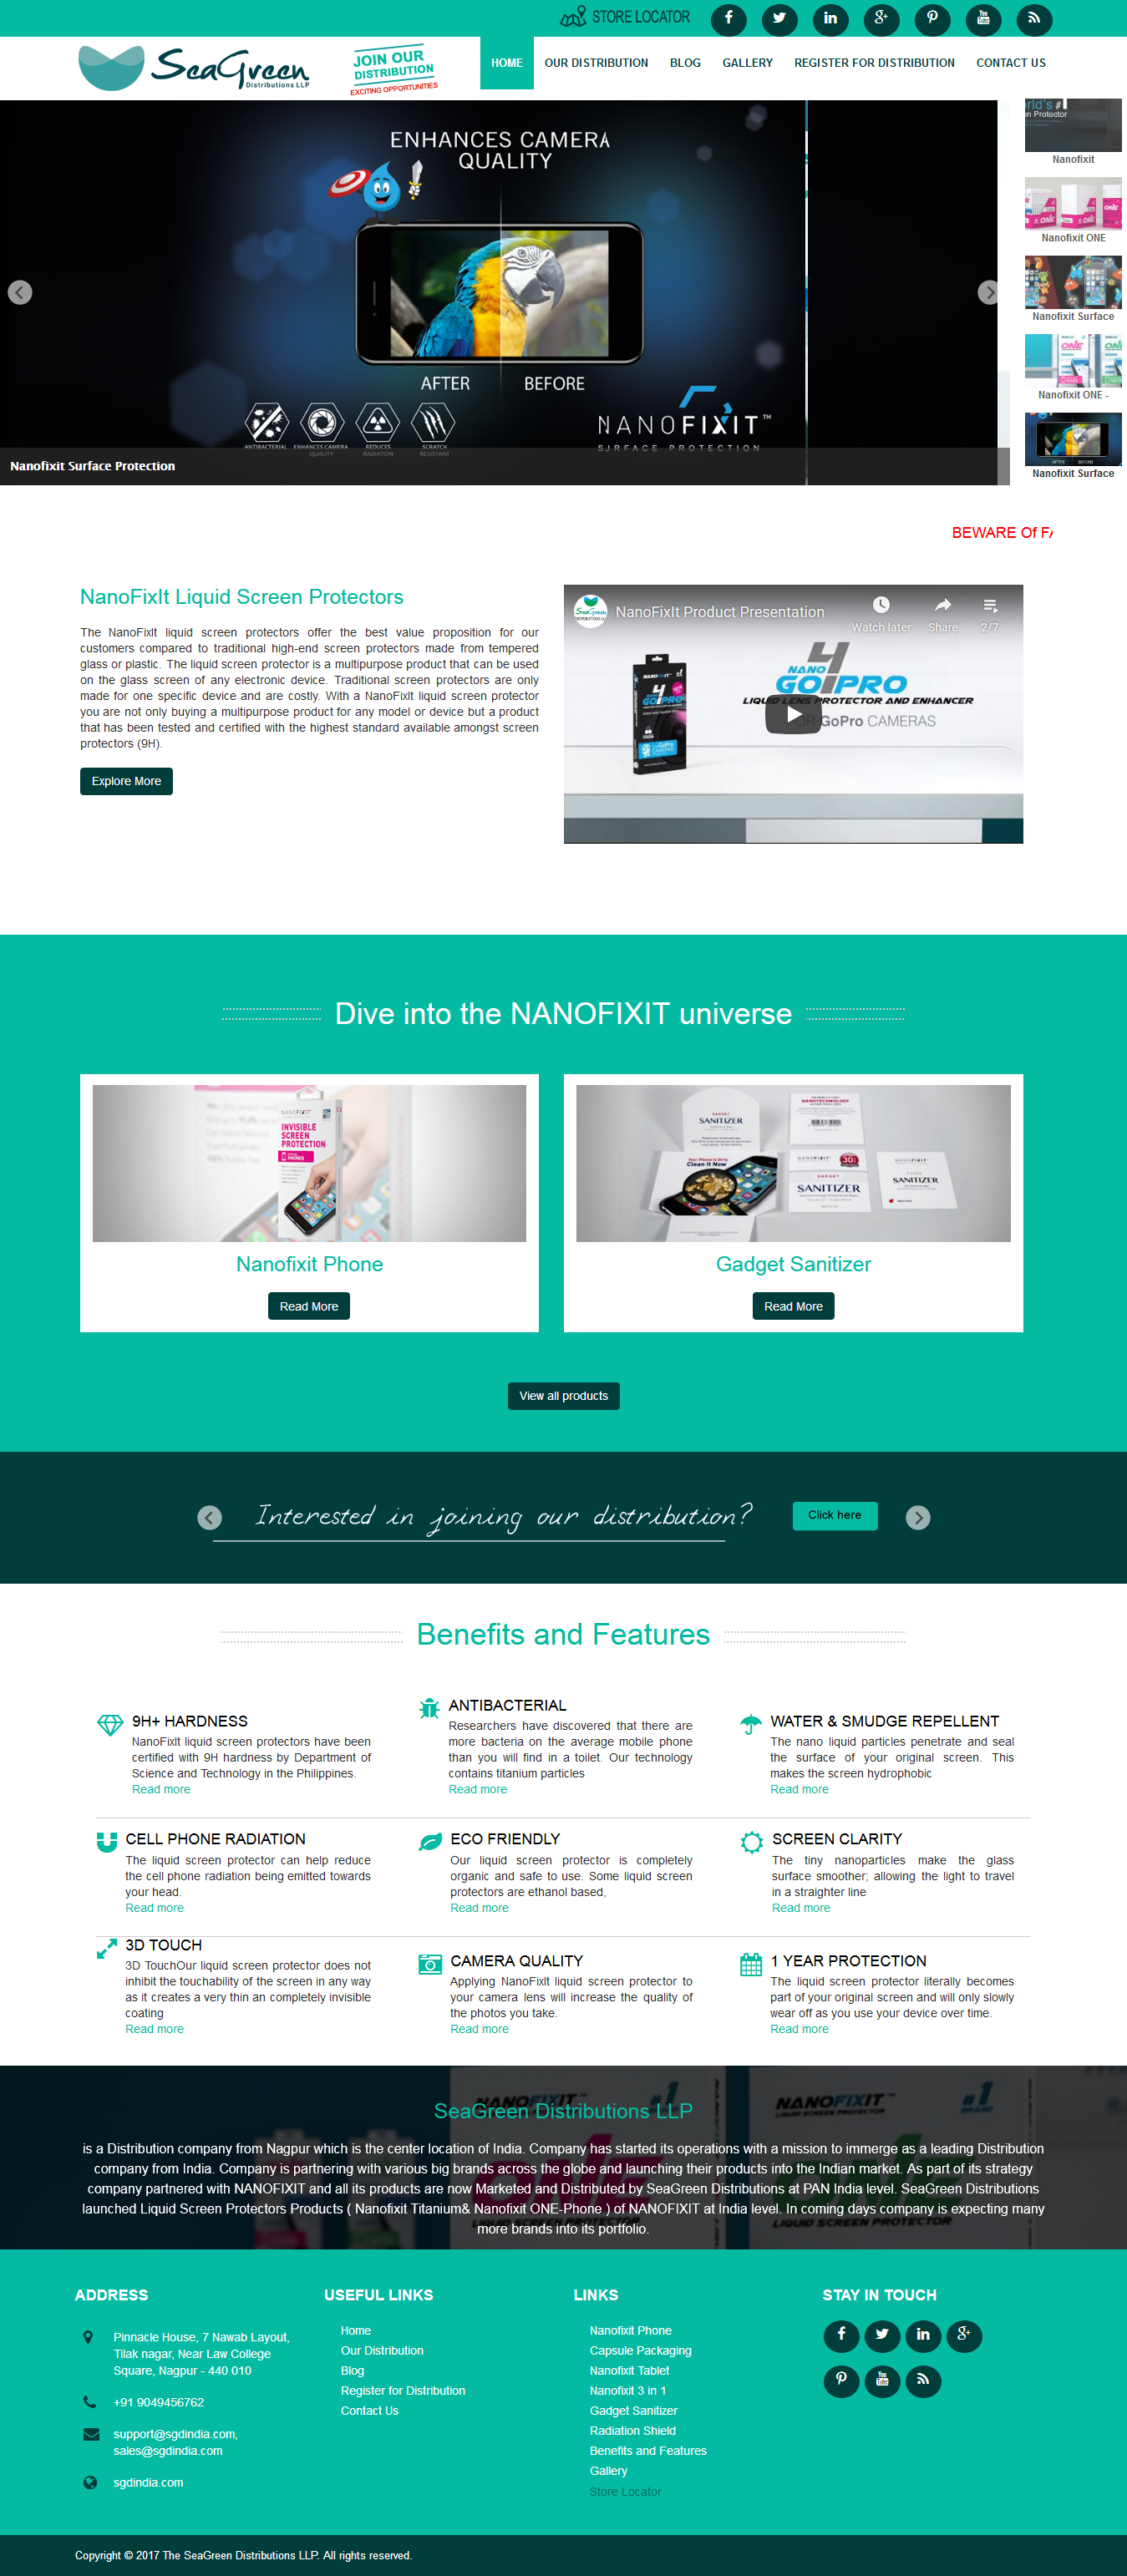 STORE LOCATOR
SeaGreen
Distributions LLP
JOIN OUR
DISTRIBUTION
EXCITING OPPORTUNITIES
HOME OUR DISTRIBUTION BLOG GALLERY REGISTER FOR DISTRIBUTION CONTACT US
ENHANCES CAMERA
QUALITY
AFTER BEFORE
ANTIBACTERIAL ENHANCES CAMERA QUALITY REDUCES RADIATION SCRATCH RESISTANT
NANOFIXIT™
SURFACE PROTECTION
Nanofixit Surface Protection
Nanofixit
Nanofixit ONE
Nanofixit Surface
Nanofixit ONE -
Nanofixit Surface
BEWARE Of FA
NanoFixIt Liquid Screen Protectors
The NanoFixIt liquid screen protectors offer the best value proposition for our
customers compared to traditional high-end screen protectors made from tempered
glass or plastic. The liquid screen protector is a multipurpose product that can be used
on the glass screen of any electronic device. Traditional screen protectors are only
made for one specific device and are costly. With a NanoFixIt liquid screen protector
you are not only buying a multipurpose product for any model or device but a product
that has been tested and certified with the highest standard available amongst screen
protectors (9H).
Explore More
NanoFixIt Product Presentation
Watch later Share 2/7
NANO
4
GOPRO
LIQUID LENS PROTECTOR AND ENHANCER
FOR GoPro CAMERAS
Dive into the NANOFIXIT universe
NANOFIXIT
INVISIBLE
SCREEN
PROTECTION
GADGET
SANITIZER
Your Phone is Dirty
Clean It Now
GADGET
SANITIZER
SANITIZER
Nanofixit Phone
Read More
Gadget Sanitizer
Read More
View all products
Interested in joining our distribution?
Click here
Benefits and Features
9H+ HARDNESS
NanoFixIt liquid screen protectors have been
certified with 9H hardness by Department of
Science and Technology in the Philippines.
Read more
ANTIBACTERIAL
Researchers have discovered that there are
more bacteria on the average mobile phone
than you will find in a toilet. Our technology
contains titanium particles
Read more
WATER & SMUDGE REPELLENT
The nano liquid particles penetrate and seal
the surface of your original screen. This
makes the screen hydrophobic
Read more
CELL PHONE RADIATION
The liquid screen protector can help reduce
the cell phone radiation being emitted towards
your head.
Read more
ECO FRIENDLY
Our liquid screen protector is completely
organic and safe to use. Some liquid screen
protectors are ethanol based,
Read more
SCREEN CLARITY
The tiny nanoparticles make the glass
surface smoother; allowing the light to travel
in a straighter line
Read more
3D TOUCH
3D TouchOur liquid screen protector does not
inhibit the touchability of the screen in any way
as it creates a very thin an completely invisible
coating
Read more
CAMERA QUALITY
Applying NanoFixIt liquid screen protector to
your camera lens will increase the quality of
the photos you take.
Read more
1 YEAR PROTECTION
The liquid screen protector literally becomes
part of your original screen and will only slowly
wear off as you use your device over time.
Read more
SeaGreen Distributions LLP
is a Distribution company from Nagpur which is the center location of India. Company has started its operations with a mission to immerge as a leading Distribution
company from India. Company is partnering with various big brands across the globe and launching their products into the Indian market. As part of its strategy
company partnered with NANOFIXIT and all its products are now Marketed and Distributed by SeaGreen Distributions at PAN India level. SeaGreen Distributions
launched Liquid Screen Protectors Products ( Nanofixit Titanium& Nanofixit ONE-Phone ) of NANOFIXIT at India level. In coming days company is expecting many
more brands into its portfolio.
ADDRESS
Pinnacle House, 7 Nawab Layout,
Tilak nagar, Near Law College
Square, Nagpur - 440 010
+91 9049456762
support@sgdindia.com,
sales@sgdindia.com
sgdindia.com
USEFUL LINKS
Home
Our Distribution
Blog
Register for Distribution
Contact Us
LINKS
Nanofixit Phone
Capsule Packaging
Nanofixit Tablet
Nanofixit 3 in 1
Gadget Sanitizer
Radiation Shield
Benefits and Features
Gallery
Store Locator
STAY IN TOUCH
Copyright © 2017 The SeaGreen Distributions LLP. All rights reserved.